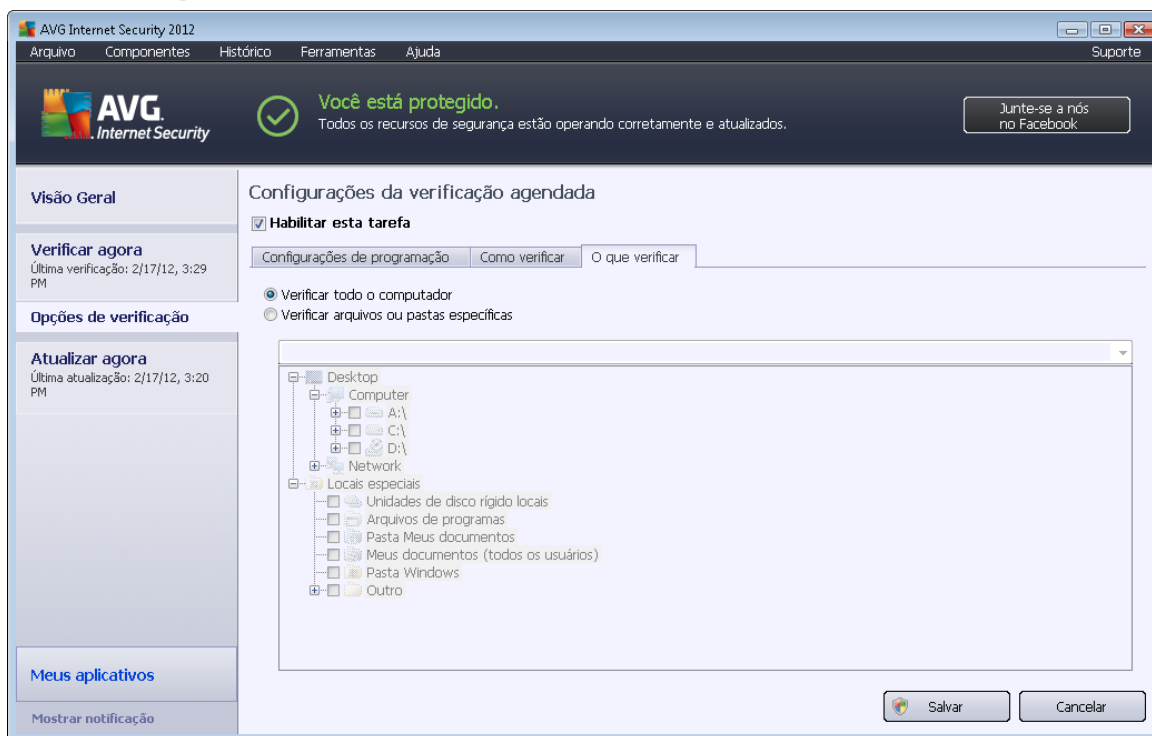 AVG Internet Security 2012
Arquivo Componentes Histórico Ferramentas Ajuda Suporte
AVG.
Internet Security
Você está protegido.
Todos os recursos de segurança estão operando corretamente e atualizados.
Junte-se a nós
no Facebook
Visão Geral
Verificar agora
Última verificação: 2/17/12, 3:29
PM
Opções de verificação
Atualizar agora
Última atualização: 2/17/12, 3:20
PM
Meus aplicativos
Mostrar notificação
Configurações da verificação agendada
Habilitar esta tarefa
Configurações de programação Como verificar O que verificar
Verificar todo o computador
Verificar arquivos ou pastas específicas
Desktop
Computer
A:\
C:\
D:\
Network
Locais especiais
Unidades de disco rígido locais
Arquivos de programas
Pasta Meus documentos
Meus documentos (todos os usuários)
Pasta Windows
Outro
Salvar Cancelar